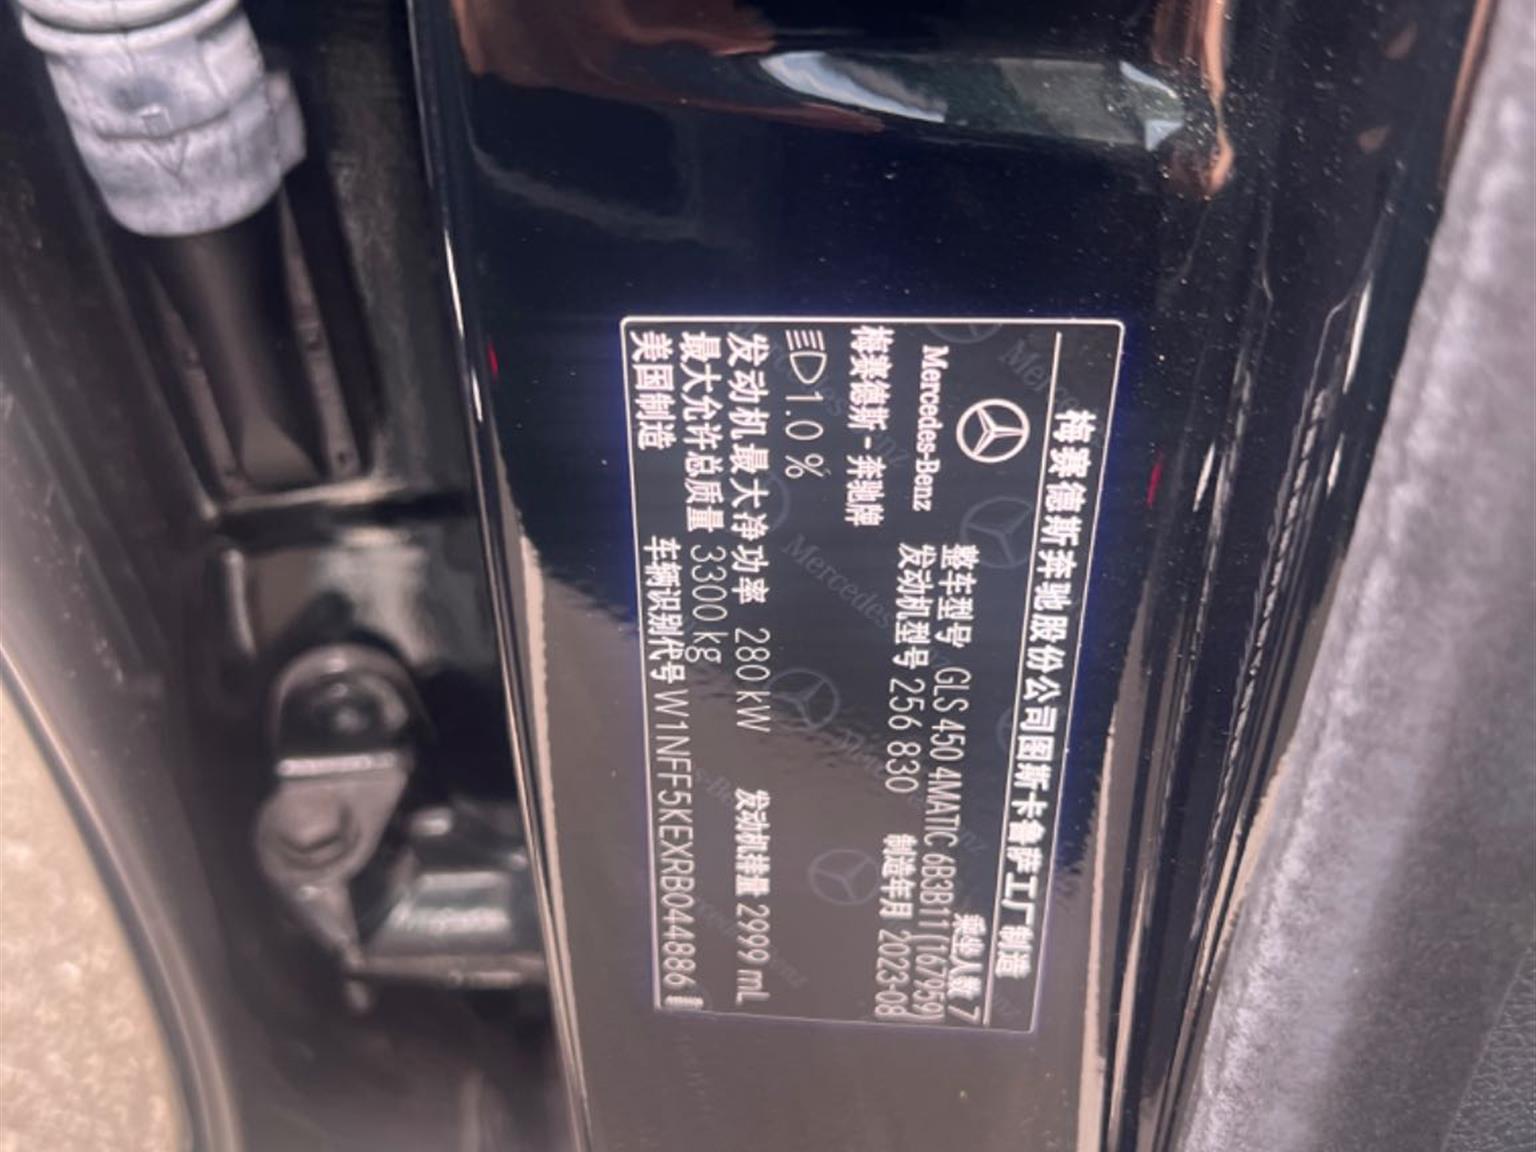 梅赛德斯奔驰股份公司图斯卡鲁萨工厂制造
乘坐人数 7
Mercedes-Benz
整车型号 GLS 450 4MATIC 6B3B11(167959)
发动机型号 256 830
制造年月 2023-08
梅赛德斯-奔驰牌
1.0 %
发动机最大净功率 280 kW
发动机排量 2999 mL
最大允许总质量 3300 kg
美国制造
车辆识别代号 W1NFF5KEXRB044886